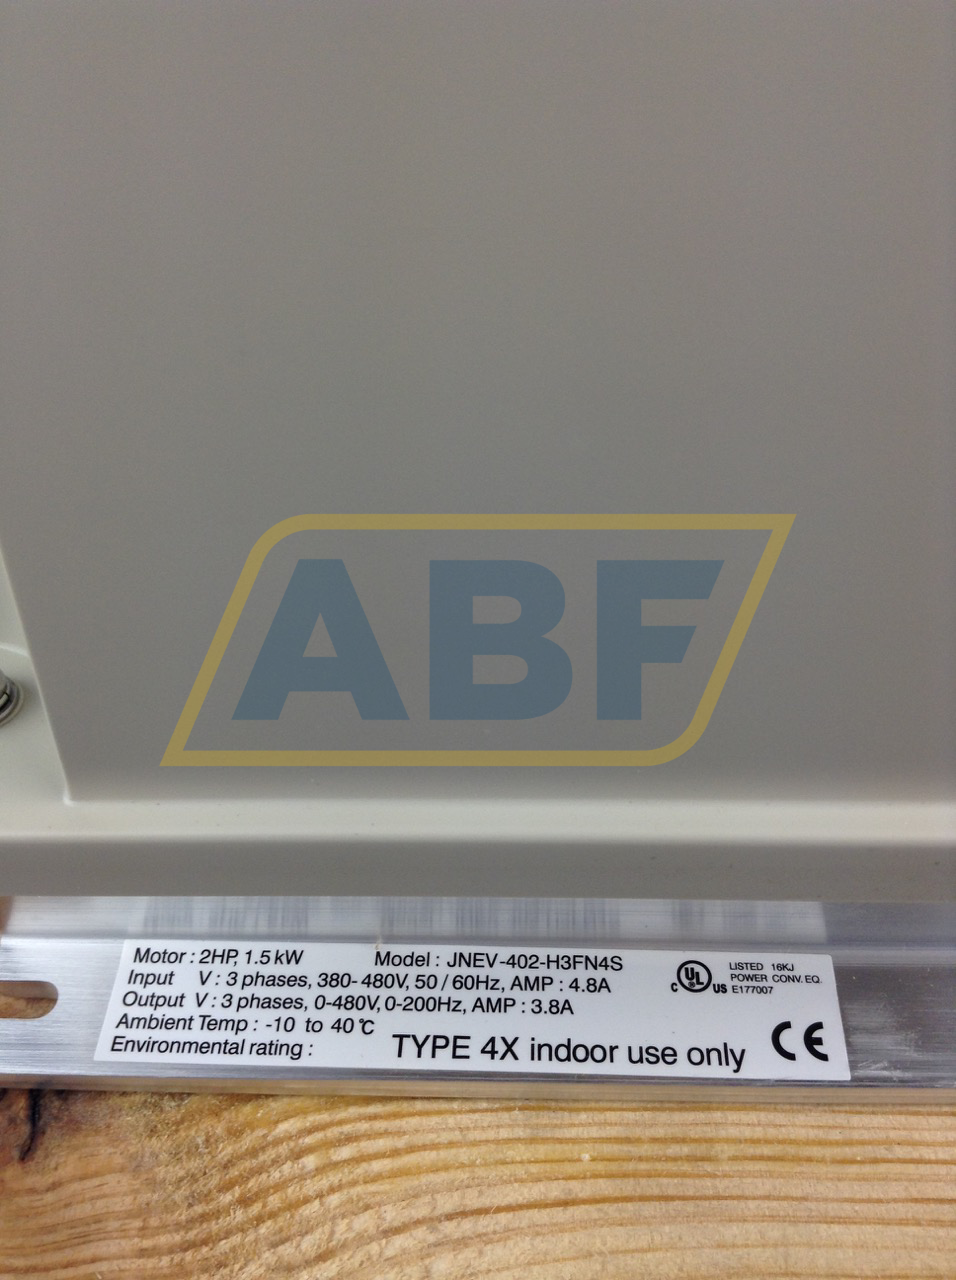 ABF
Motor : 2HP, 1.5 kW Model : JNEV-402-H3FN4S
Input V : 3 phases, 380- 480V, 50 / 60Hz, AMP : 4.8A
Output V : 3 phases, 0-480V, 0-200Hz, AMP : 3.8A
Ambient Temp : -10 to 40℃
Environmental rating : TYPE 4X indoor use only
C UL US
LISTED 16KJ
POWER CONV. EQ.
E177007
CE